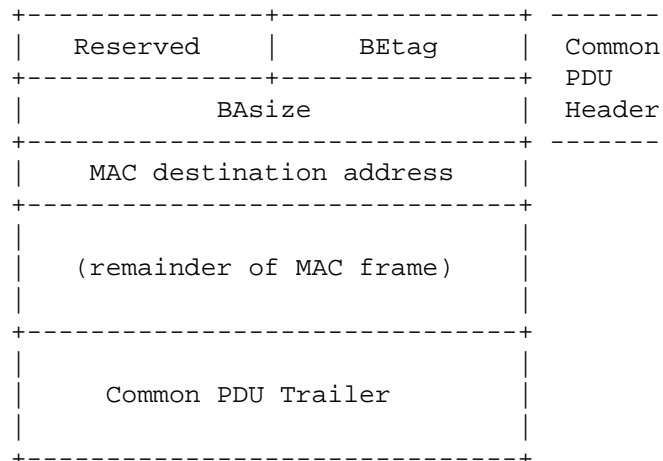 Reserved BEtag Common
PDU
BAsize Header
MAC destination address
(remainder of MAC frame)
Common PDU Trailer